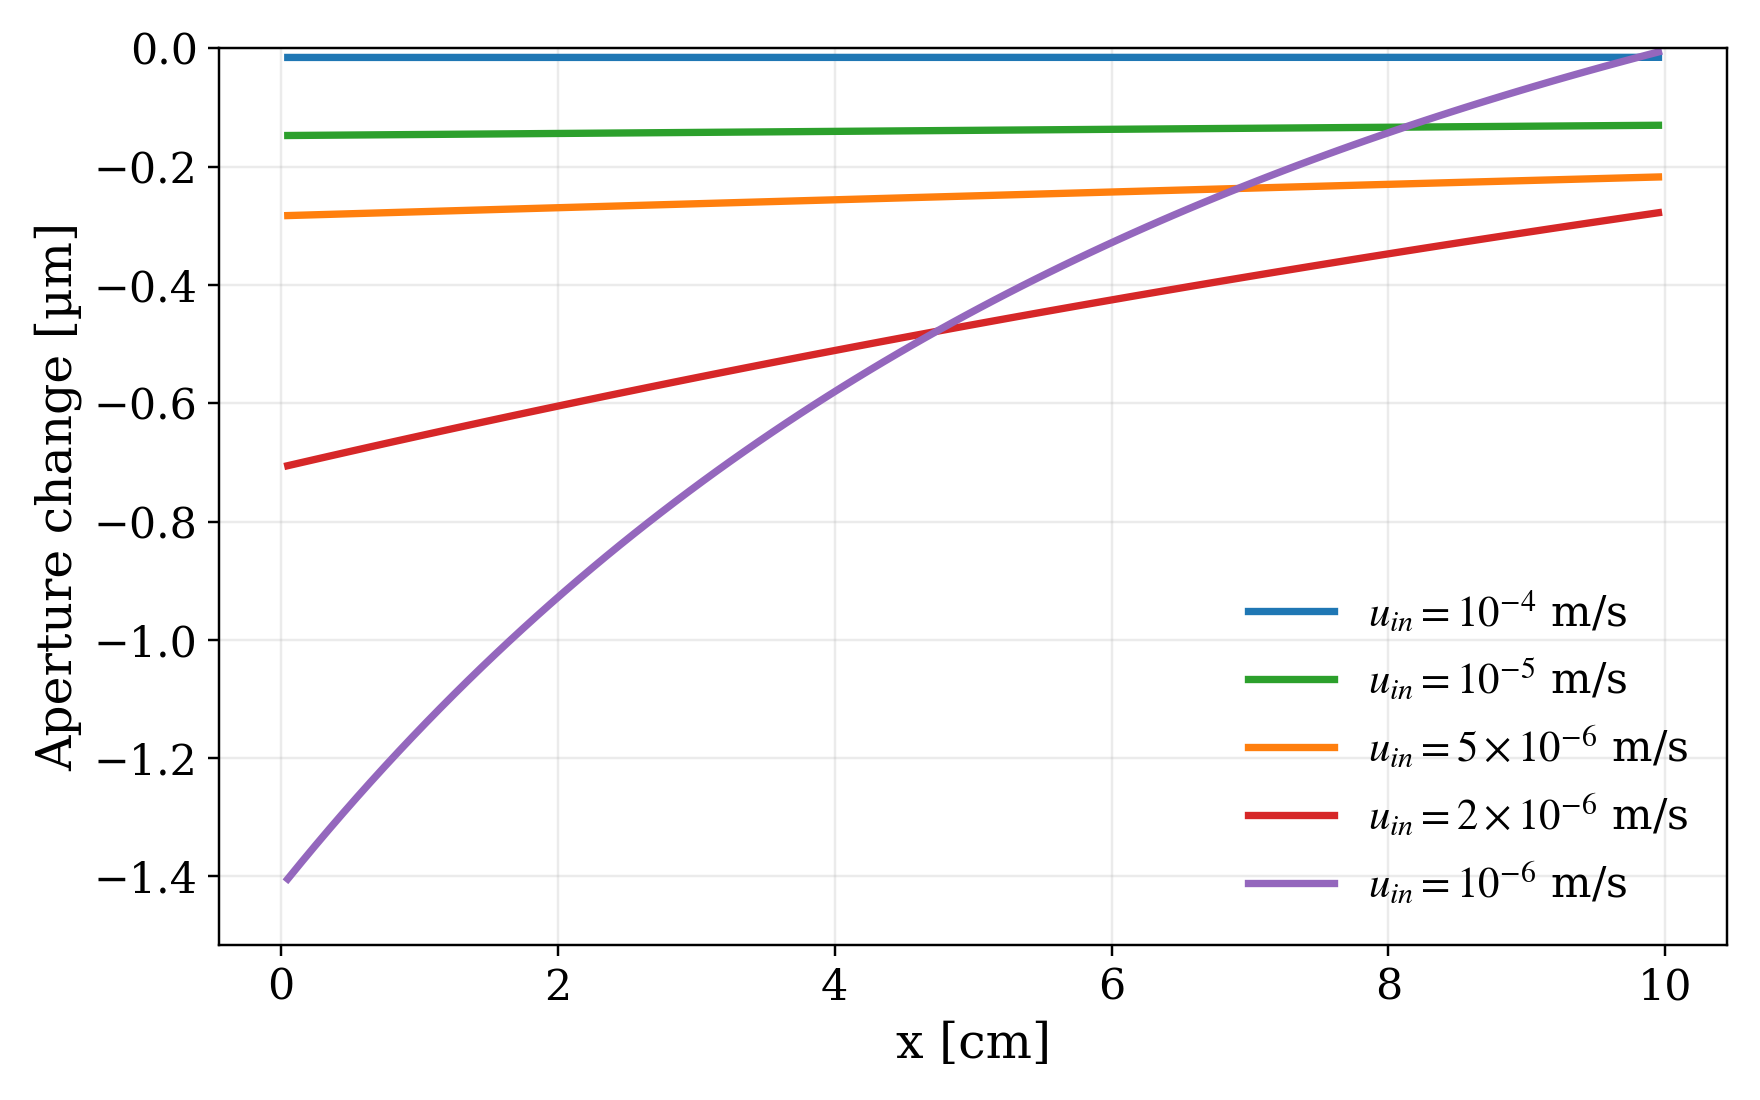 0.0
−0.2
−0.4
−0.6
−0.8
−1.0
−1.2
−1.4
Aperture change [µm]
u_in = 10⁻⁴ m/s
u_in = 10⁻⁵ m/s
u_in = 5 × 10⁻⁶ m/s
u_in = 2 × 10⁻⁶ m/s
u_in = 10⁻⁶ m/s
0 2 4 6 8 10
x [cm]